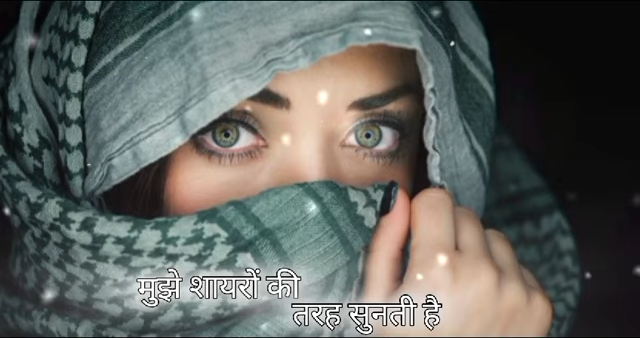 मुझे शायरों की
तरह सुनती है